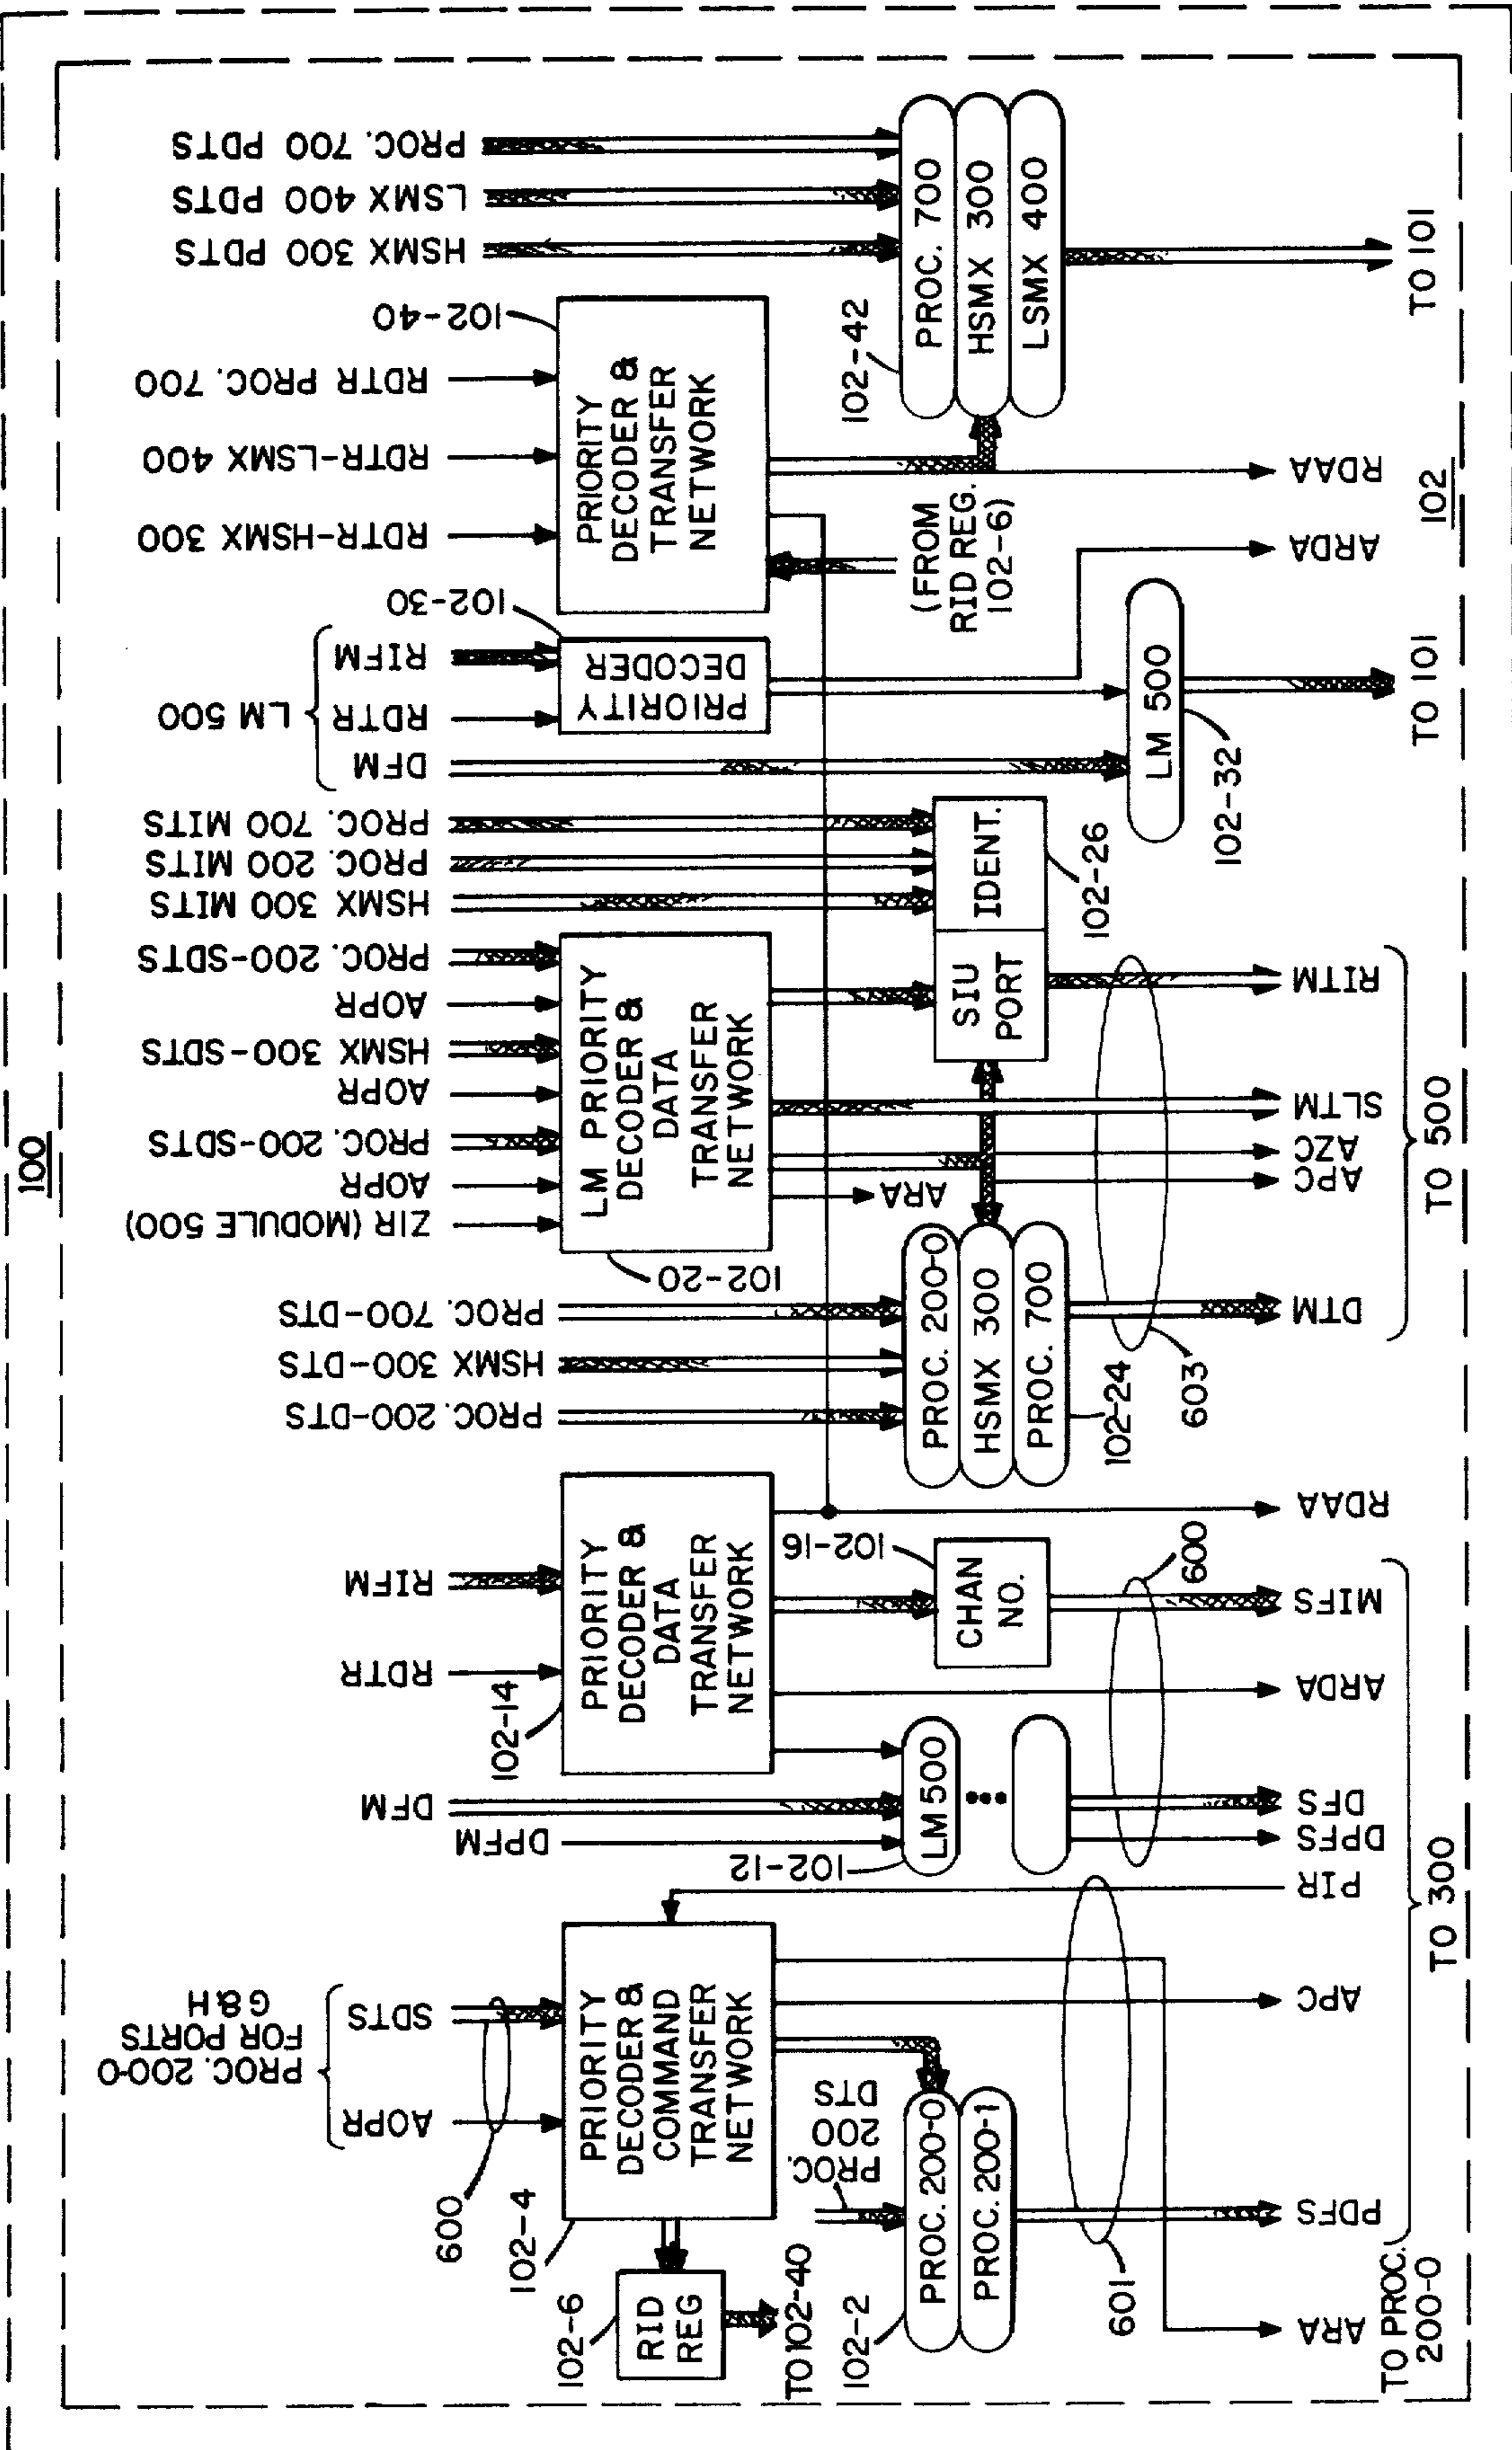 100
PROC. 200-0
FOR PORTS
G&H
AOPR
SDTS
600
102-4
PRIORITY
DECODER &
COMMAND
TRANSFER
NETWORK
102-6
RID
REG
TO 102-40
102-2
PROC.
200
DTS
PROC. 200-0
PROC. 200-1
601
ARA
TO PROC.
200-0
PDFS
APC
PIR
DPFM
DFM
102-12
LM 500
•••
DPFS
DFS
RDTR
RIFM
102-14
PRIORITY
DECODER &
DATA
TRANSFER
NETWORK
102-16
CHAN
NO.
600
ARDA
MIFS
RDAA
TO 300
PROC. 200-DTS
HSMX 300-DTS
PROC. 700-DTS
PROC. 200-0
HSMX 300
PROC. 700
102-24
603
DTM
102-20
ZIR (MODULE 500)
AOPR
PROC. 200-SDTS
AOPR
HSMX 300-SDTS
AOPR
PROC. 200-SDTS
LM PRIORITY
DECODER &
DATA
TRANSFER
NETWORK
ARA
APC
AZC
SLTM
RITM
TO 500
HSMX 300 MITS
PROC. 200 MITS
PROC. 700 MITS
SIU
PORT
IDENT.
102-26
LM 500
DFM
RDTR
RIFM
102-30
PRIORITY
DECODER
LM 500
102-32
TO 101
ARDA
RDTR-HSMX 300
RDTR-LSMX 400
RDTR PROC. 700
102-40
PRIORITY
DECODER &
TRANSFER
NETWORK
(FROM
RID REG.
102-6)
RDAA
102
HSMX 300 PDTS
LSMX 400 PDTS
PROC. 700 PDTS
102-42
PROC. 700
HSMX 300
LSMX 400
TO 101